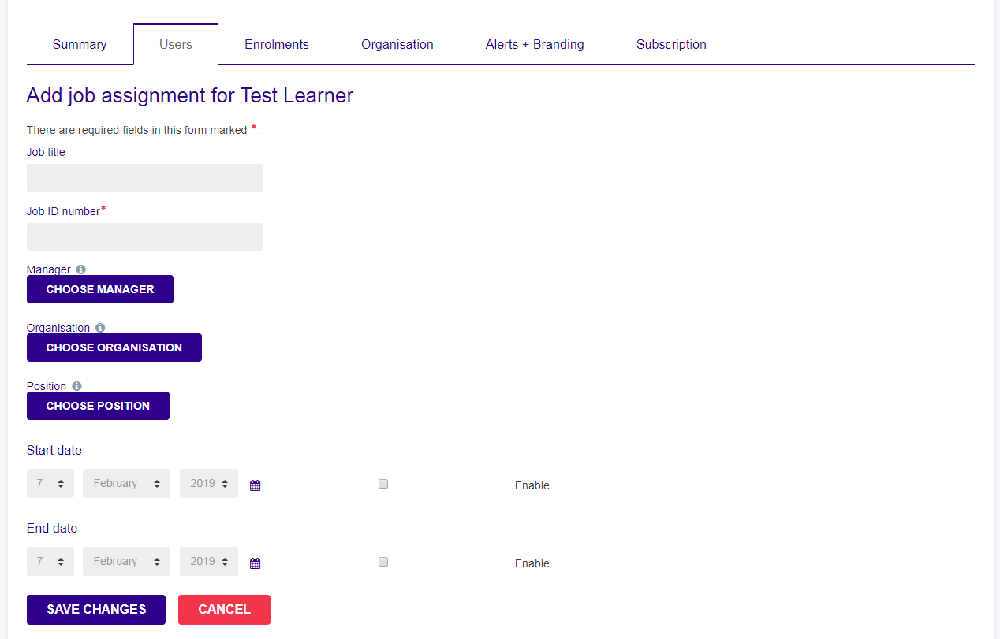 Summary Users Enrolments Organisation Alerts + Branding Subscription
Add job assignment for Test Learner
There are required fields in this form marked *.
Job title
Job ID number*
Manager
CHOOSE MANAGER
Organisation
CHOOSE ORGANISATION
Position
CHOOSE POSITION
Start date
7 February 2019 Enable
End date
7 February 2019 Enable
SAVE CHANGES CANCEL